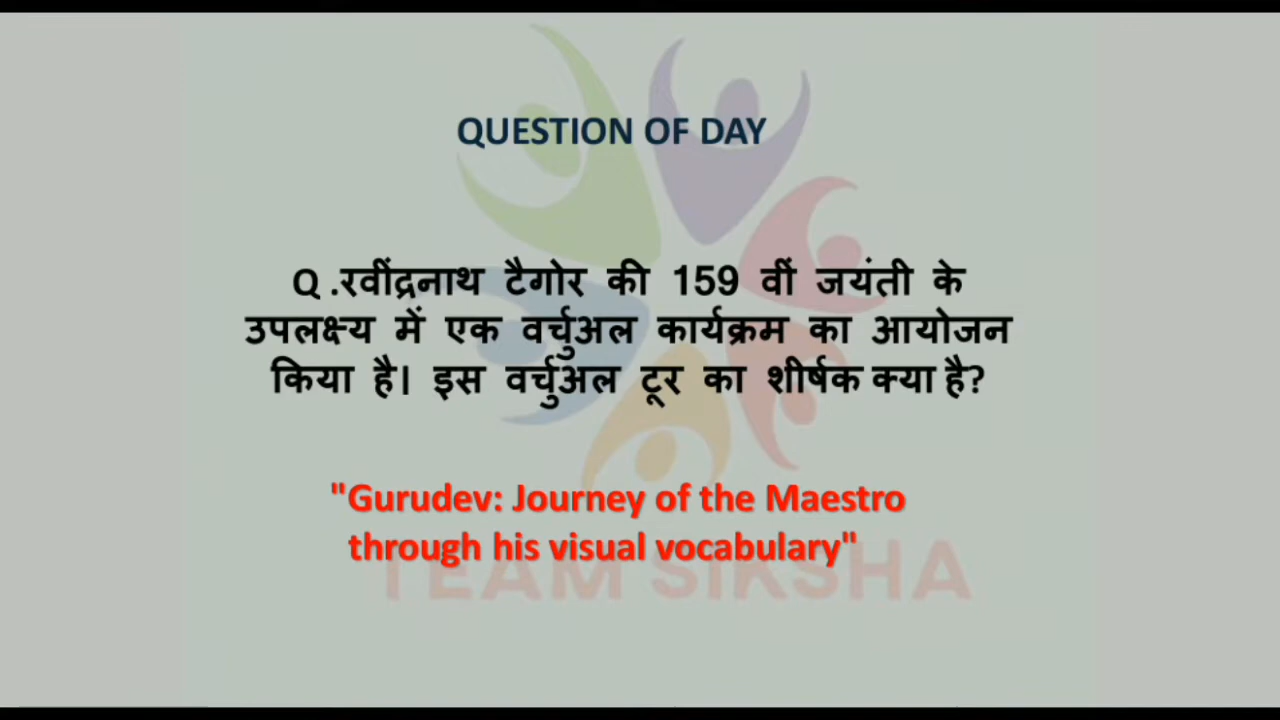 QUESTION OF DAY
Q .रवींद्रनाथ टैगोर की 159 वीं जयंती के
उपलक्ष्य में एक वर्चुअल कार्यक्रम का आयोजन
किया है। इस वर्चुअल टूर का शीर्षक क्या है?
"Gurudev: Journey of the Maestro
through his visual vocabulary"
TEAM SIKSHA